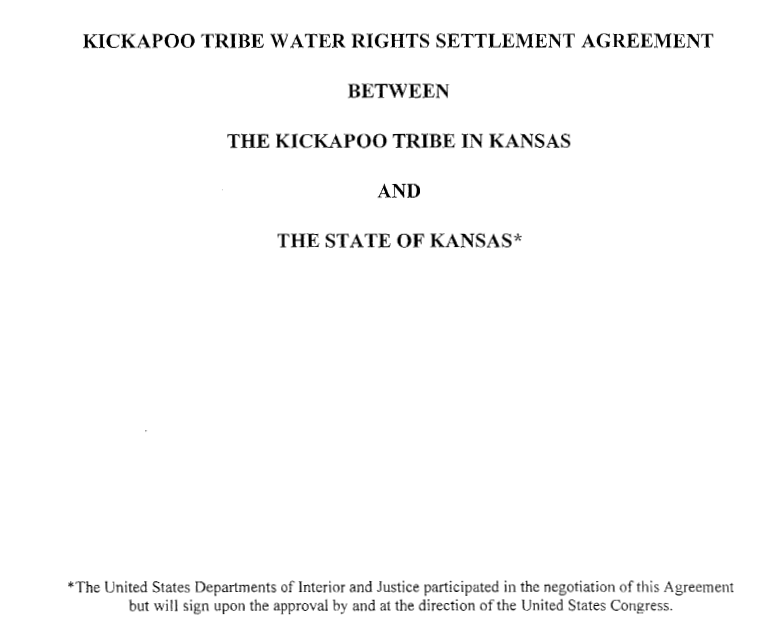 KICKAPOO TRIBE WATER RIGHTS SETTLEMENT AGREEMENT
BETWEEN
THE KICKAPOO TRIBE IN KANSAS
AND
THE STATE OF KANSAS*
*The United States Departments of Interior and Justice participated in the negotiation of this Agreement
but will sign upon the approval by and at the direction of the United States Congress.